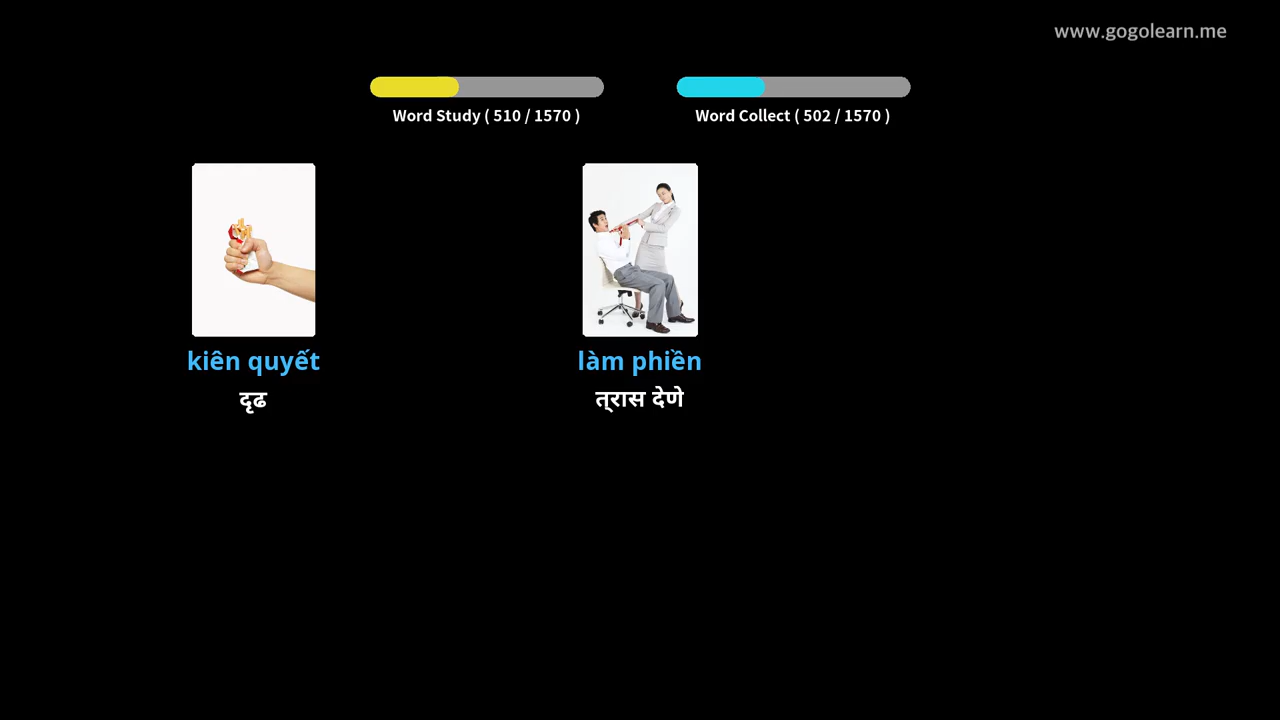 www.gogolearn.me
Word Study ( 510 / 1570 )
Word Collect ( 502 / 1570 )
kiên quyết
दृढ
làm phiền
त्रास देणे